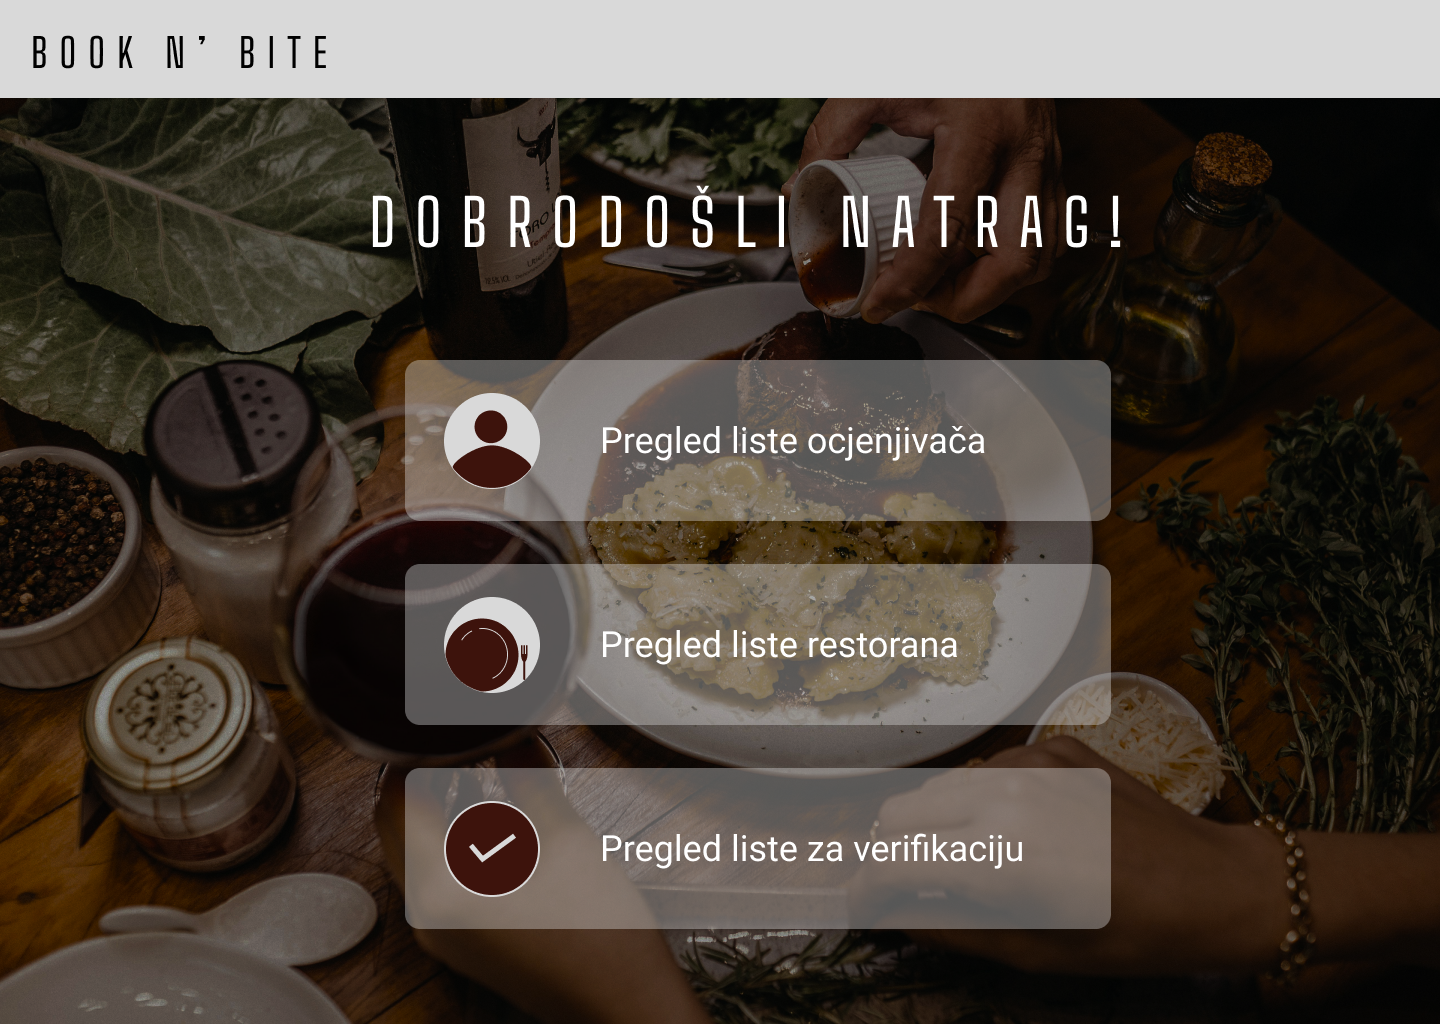 BOOK N’ BITE
DOBRODOŠLI NATRAG!
Pregled liste ocjenjivača
Pregled liste restorana
Pregled liste za verifikaciju